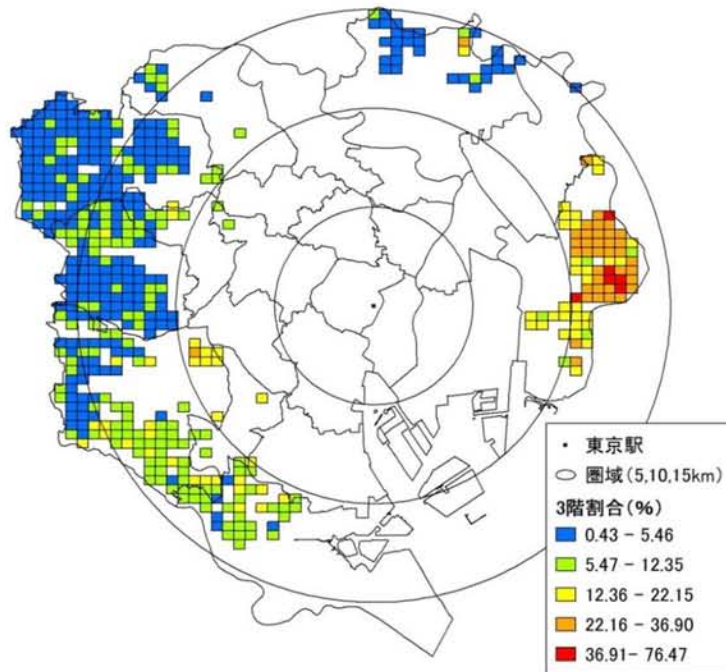 東京駅
圏域(5,10,15km)
3階割合(%)
0.43 - 5.46
5.47 - 12.35
12.36 - 22.15
22.16 - 36.90
36.91- 76.47